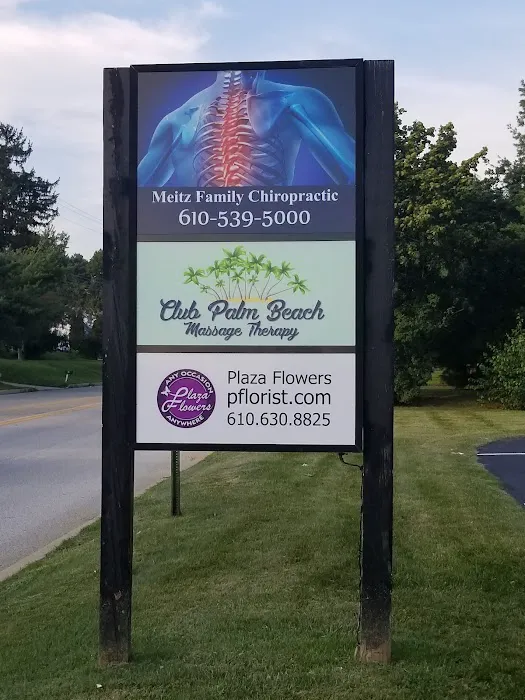 Meitz Family Chiropractic
610-539-5000
Club Palm Beach
Massage Therapy
ANY OCCASION
Plaza
Flowers
ANYWHERE
Plaza Flowers
pflorist.com
610.630.8825